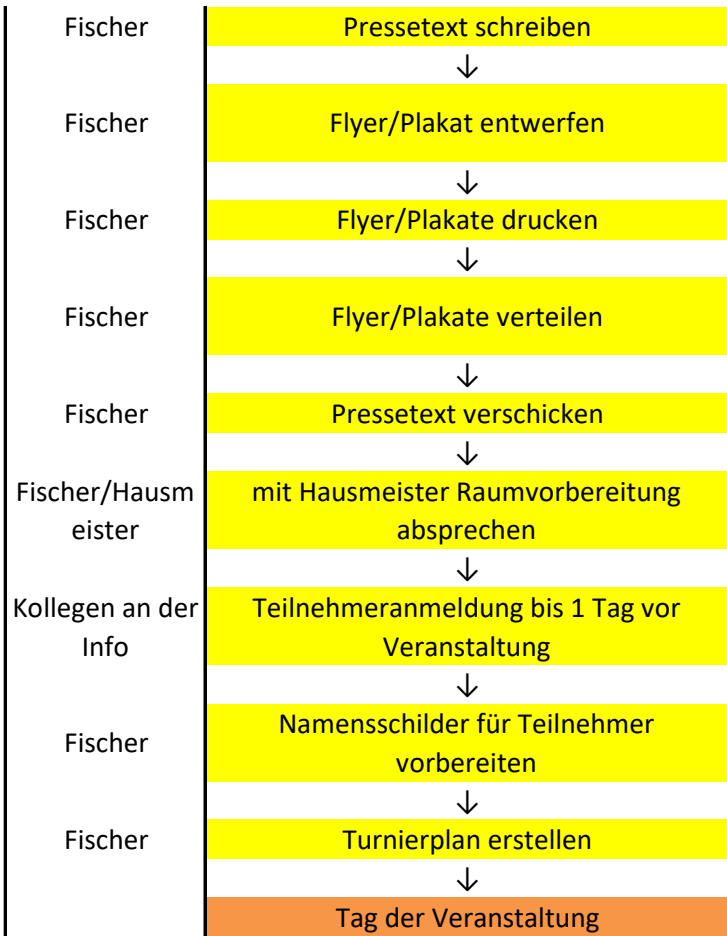 Fischer Pressetext schreiben
↓
Fischer Flyer/Plakat entwerfen
↓
Fischer Flyer/Plakate drucken
↓
Fischer Flyer/Plakate verteilen
↓
Fischer Pressetext verschicken
↓
Fischer/Hausm mit Hausmeister Raumvorbereitung
eister absprechen
↓
Kollegen an der Teilnehmeranmeldung bis 1 Tag vor
Info Veranstaltung
↓
Fischer Namensschilder für Teilnehmer
vorbereiten
↓
Fischer Turnierplan erstellen
↓
Tag der Veranstaltung